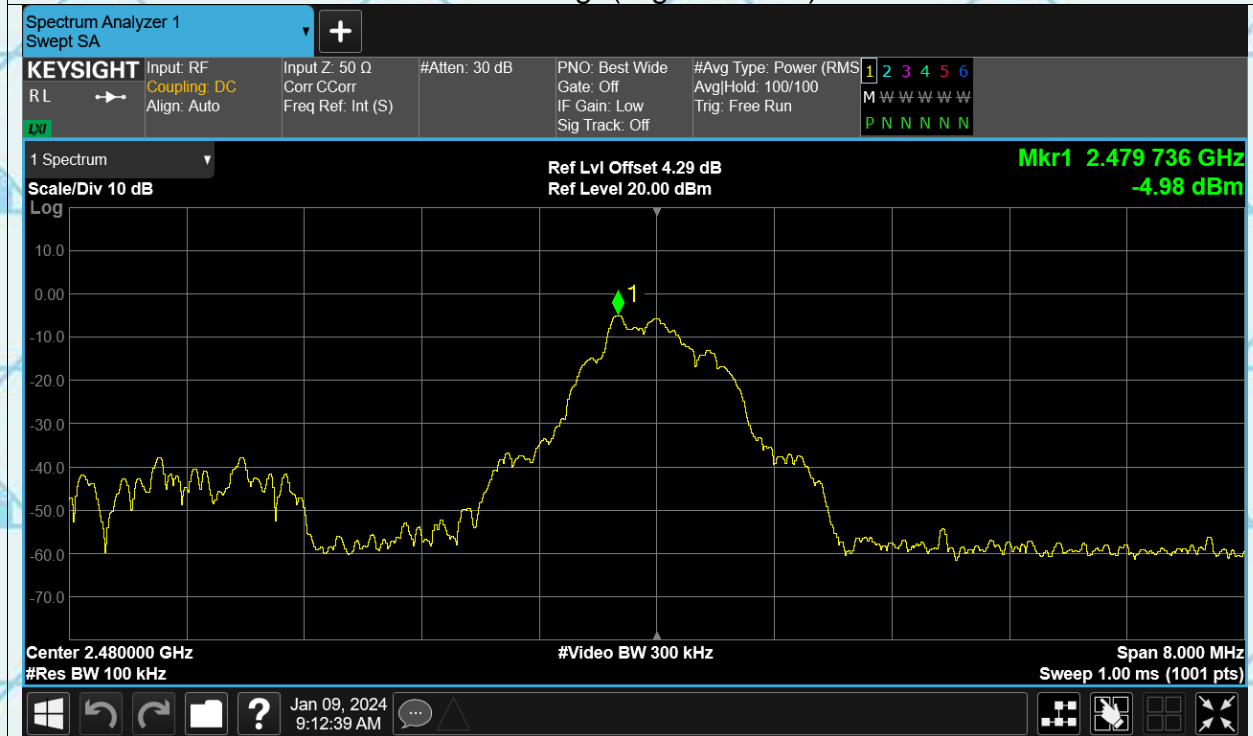 Spectrum Analyzer 1
Swept SA
+
KEYSIGHT
RL
LXI
Input: RF
Coupling: DC
Align: Auto
Input Z: 50 Ω
Corr CCorr
Freq Ref: Int (S)
#Atten: 30 dB
PNO: Best Wide
Gate: Off
IF Gain: Low
Sig Track: Off
#Avg Type: Power (RMS
Avg|Hold: 100/100
Trig: Free Run
1 2 3 4 5 6
M W W W W W
P N N N N N
1 Spectrum
Scale/Div 10 dB
Log
Ref Lvl Offset 4.29 dB
Ref Level 20.00 dBm
Mkr1 2.479 736 GHz
-4.98 dBm
10.0
0.00
-10.0
-20.0
-30.0
-40.0
-50.0
-60.0
-70.0
1
Center 2.480000 GHz
#Res BW 100 kHz
#Video BW 300 kHz
Span 8.000 MHz
Sweep 1.00 ms (1001 pts)
?
Jan 09, 2024
9:12:39 AM